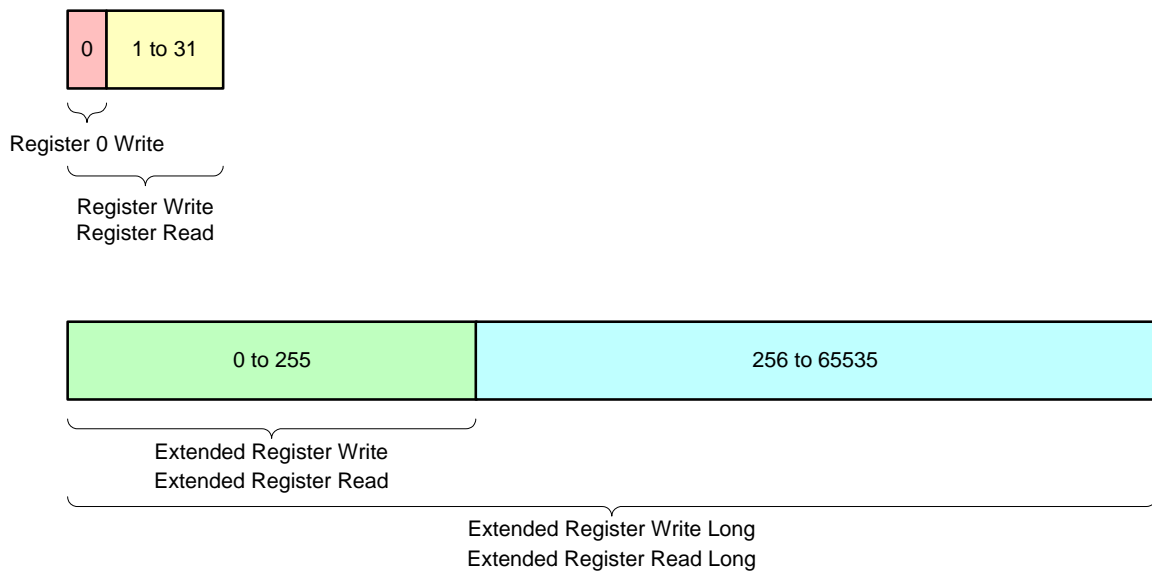 0
1 to 31
Register 0 Write
Register Write
Register Read
0 to 255
256 to 65535
Extended Register Write
Extended Register Read
Extended Register Write Long
Extended Register Read Long